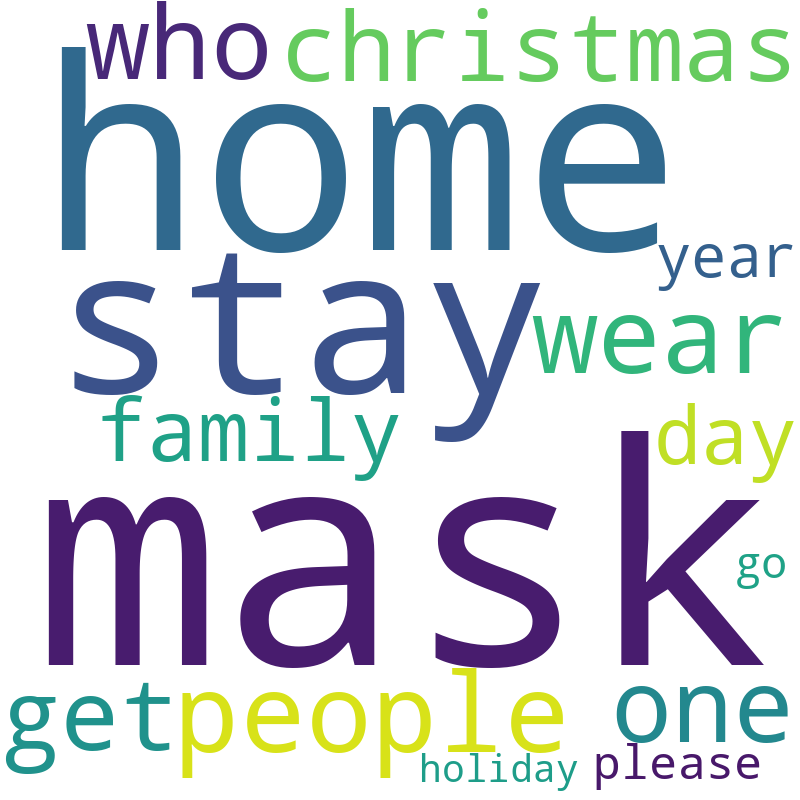 who christmas
home
year
stay
wear
family
day
mask
go
get people one
holiday please